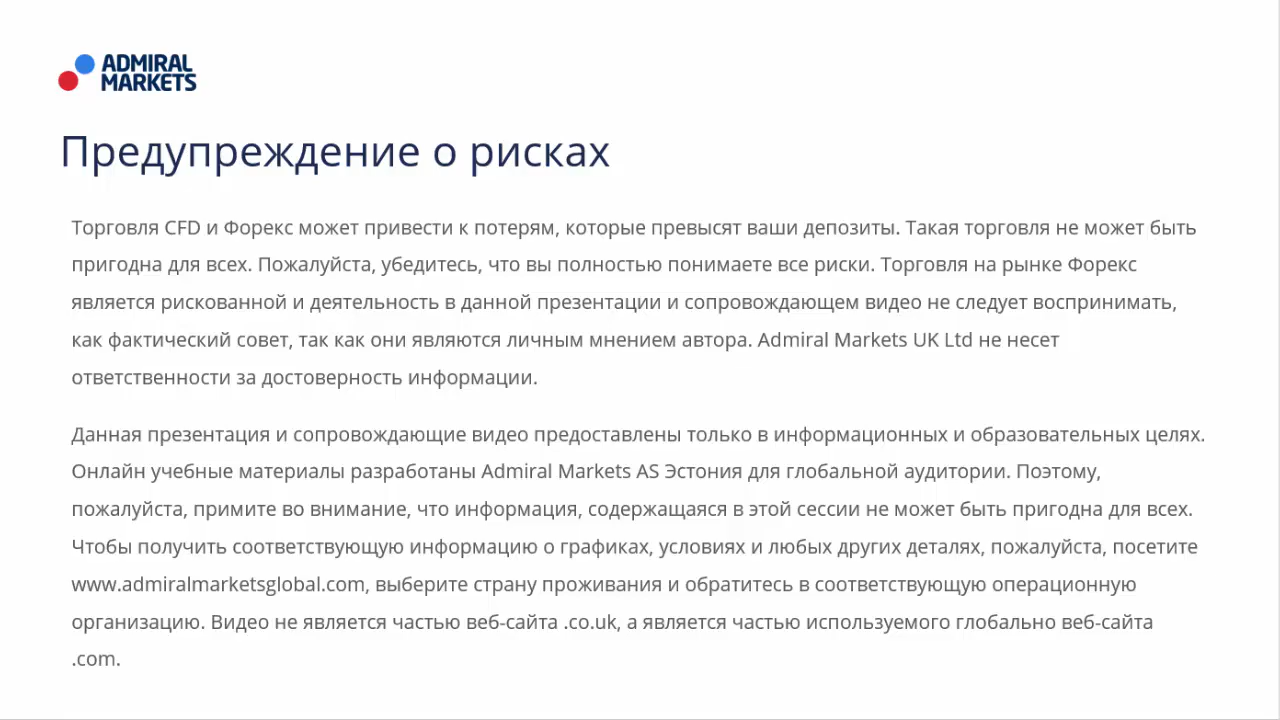 ADMIRAL
MARKETS
Предупреждение о рисках
Торговля CFD и Форекс может привести к потерям, которые превысят ваши депозиты. Такая торговля не может быть
пригодна для всех. Пожалуйста, убедитесь, что вы полностью понимаете все риски. Торговля на рынке Форекс
является рискованной и деятельность в данной презентации и сопровождающем видео не следует воспринимать,
как фактический совет, так как они являются личным мнением автора. Admiral Markets UK Ltd не несет
ответственности за достоверность информации.
Данная презентация и сопровождающие видео предоставлены только в информационных и образовательных целях.
Онлайн учебные материалы разработаны Admiral Markets AS Эстония для глобальной аудитории. Поэтому,
пожалуйста, примите во внимание, что информация, содержащаяся в этой сессии не может быть пригодна для всех.
Чтобы получить соответствующую информацию о графиках, условиях и любых других деталях, пожалуйста, посетите
www.admiralmarketsglobal.com, выберите страну проживания и обратитесь в соответствующую операционную
организацию. Видео не является частью веб-сайта .co.uk, а является частью используемого глобально веб-сайта
.com.